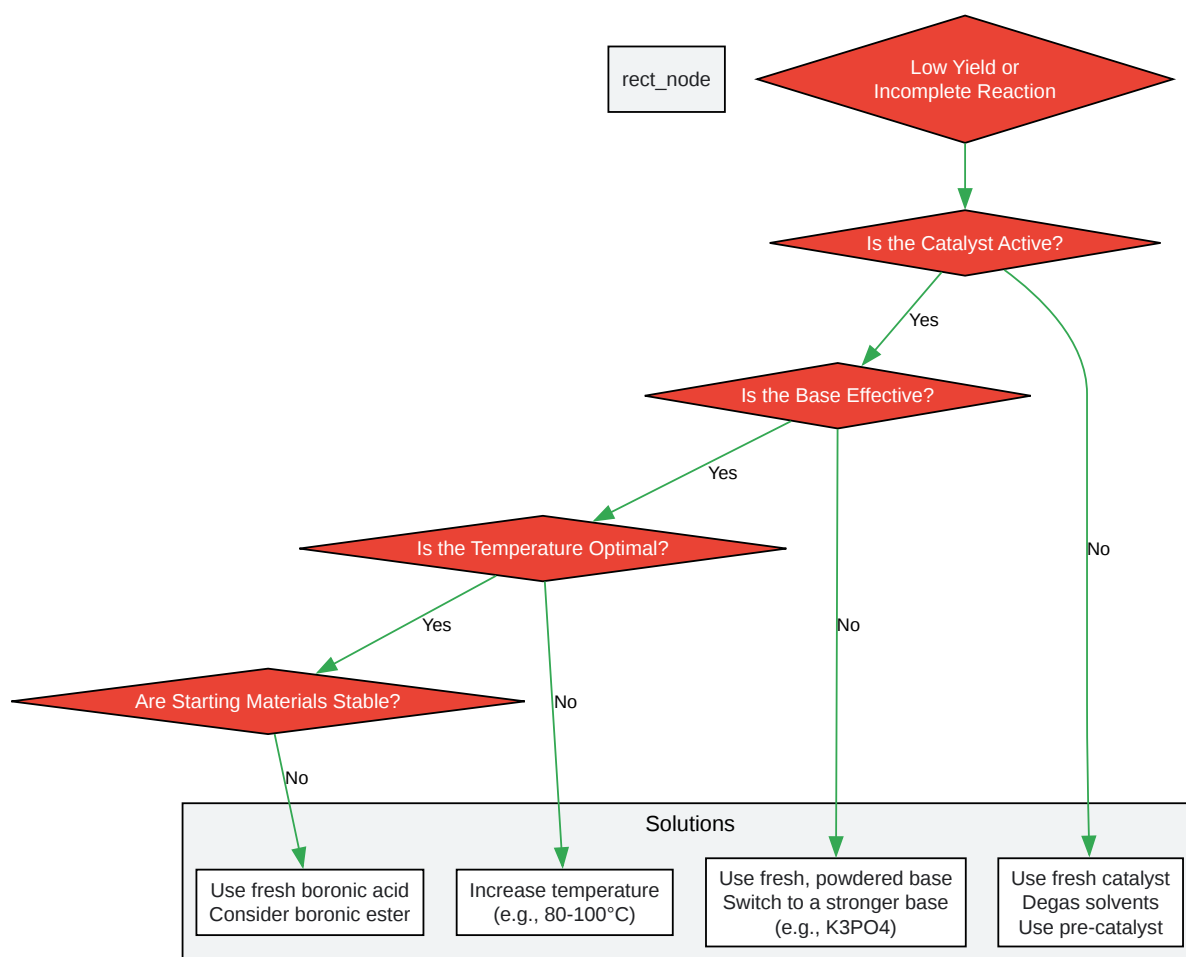 rect_node
Low Yield or
Incomplete Reaction
Is the Catalyst Active?
Yes
Is the Base Effective?
Yes
Is the Temperature Optimal?
No
Yes
No
Are Starting Materials Stable?
No
No
Solutions
Use fresh boronic acid
Consider boronic ester
Increase temperature
(e.g., 80-100°C)
Use fresh, powdered base
Switch to a stronger base
(e.g., K3PO4)
Use fresh catalyst
Degas solvents
Use pre-catalyst